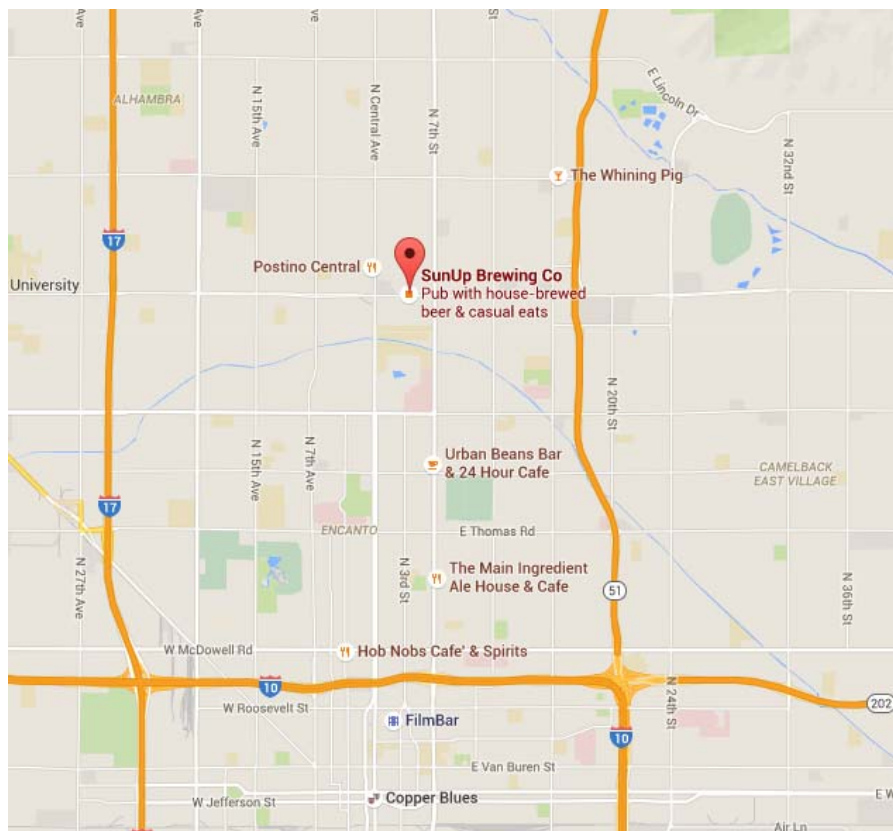 St
ALHAMBRA
N 15th Ave
N Central Ave
N 7th St
E Lincoln Dr
N 32nd St
The Whining Pig
17
Postino Central
SunUp Brewing Co
Pub with house-brewed
beer & casual eats
University
N 20th St
N 15th Ave
N 7th Ave
Urban Beans Bar
& 24 Hour Cafe
CAMELBACK
EAST VILLAGE
17
ENCANTO
E Thomas Rd
N 27th Ave
N 3rd St
The Main Ingredient
Ale House & Cafe
51
N 36th St
W McDowell Rd
Hob Nobs Cafe' & Spirits
10
N 24th St
202
W Roosevelt St
FilmBar
10
E Van Buren St
W Jefferson St
Copper Blues
E W
Air Ln